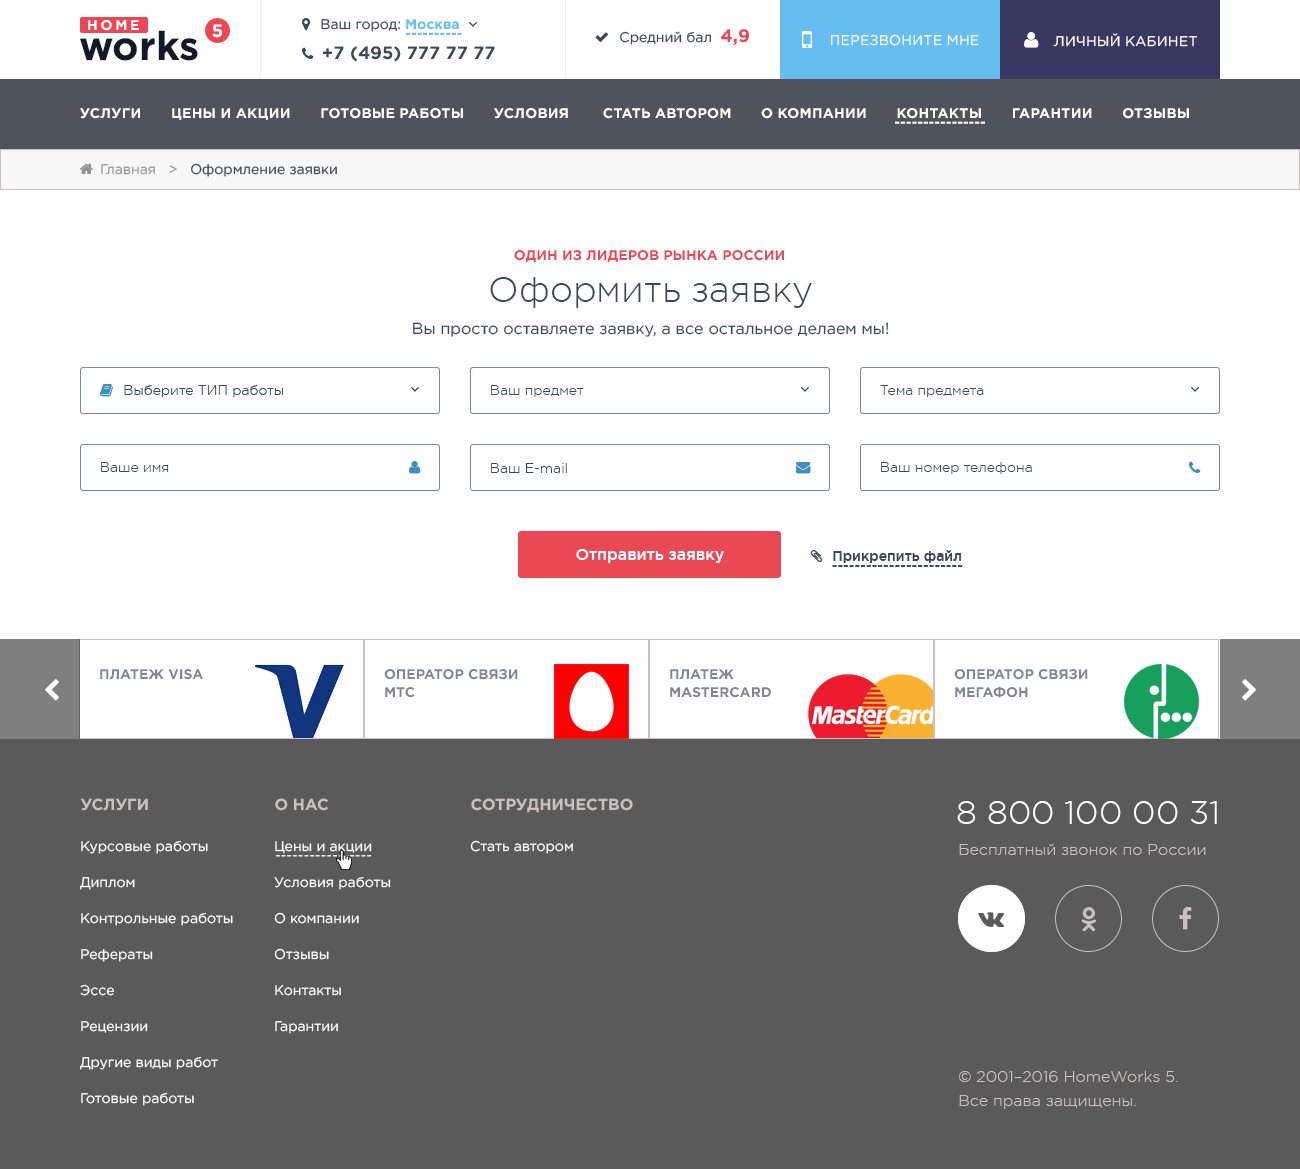 HOME
works 5
Ваш город: Москва
+7 (495) 777 77 77
Средний бал 4,9
ПЕРЕЗВОНИТЕ МНЕ
ЛИЧНЫЙ КАБИНЕТ
УСЛУГИ ЦЕНЫ И АКЦИИ ГОТОВЫЕ РАБОТЫ УСЛОВИЯ СТАТЬ АВТОРОМ О КОМПАНИИ КОНТАКТЫ ГАРАНТИИ ОТЗЫВЫ
Главная > Оформление заявки
ОДИН ИЗ ЛИДЕРОВ РЫНКА РОССИИ
Оформить заявку
Вы просто оставляете заявку, а все остальное делаем мы!
Выберите ТИП работы
Ваш предмет
Тема предмета
Ваше имя
Ваш E-mail
Ваш номер телефона
Отправить заявку
Прикрепить файл
ПЛАТЕЖ VISA
ОПЕРАТОР СВЯЗИ
МТС
ПЛАТЕЖ
MASTERCARD
MasterCard
ОПЕРАТОР СВЯЗИ
МЕГАФОН
УСЛУГИ
Курсовые работы
Диплом
Контрольные работы
Рефераты
Эссе
Рецензии
Другие виды работ
Готовые работы
О НАС
Цены и акции
Условия работы
О компании
Отзывы
Контакты
Гарантии
СОТРУДНИЧЕСТВО
Стать автором
8 800 100 00 31
Бесплатный звонок по России
© 2001–2016 HomeWorks 5.
Все права защищены.